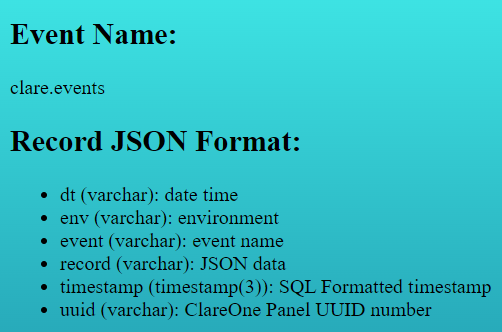 Event Name:
clare.events
Record JSON Format:
• dt (varchar): date time
• env (varchar): environment
• event (varchar): event name
• record (varchar): JSON data
• timestamp (timestamp(3)): SQL Formatted timestamp
• uuid (varchar): ClareOne Panel UUID number